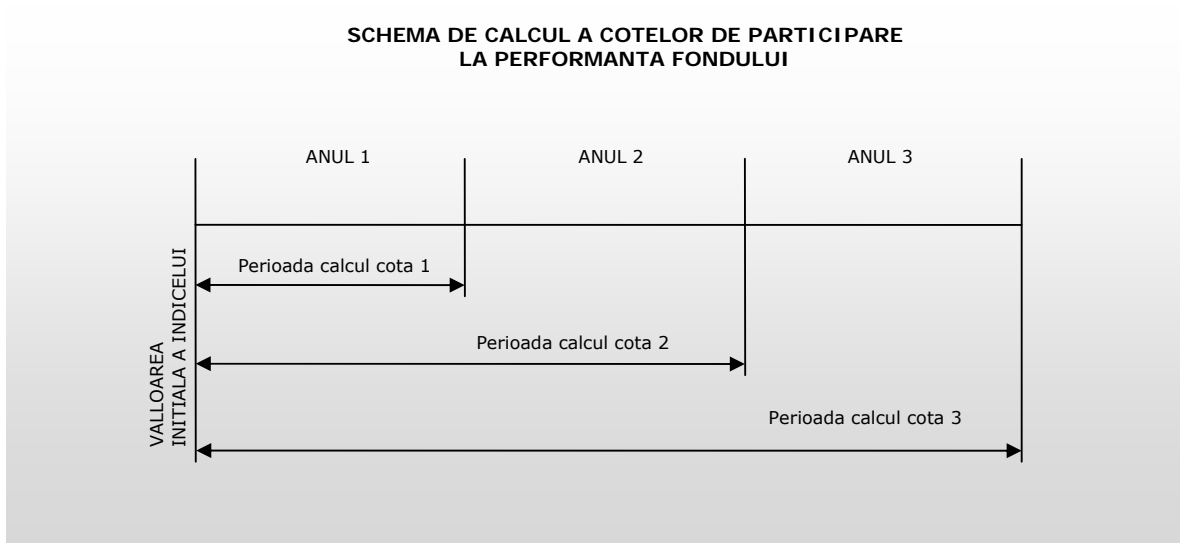 SCHEMA DE CALCUL A COTELOR DE PARTICIPARE
LA PERFORMANTA FONDULUI
ANUL 1
ANUL 2
ANUL 3
VALLOAREA
INITIALA A INDICELUI
Perioada calcul cota 1
Perioada calcul cota 2
Perioada calcul cota 3